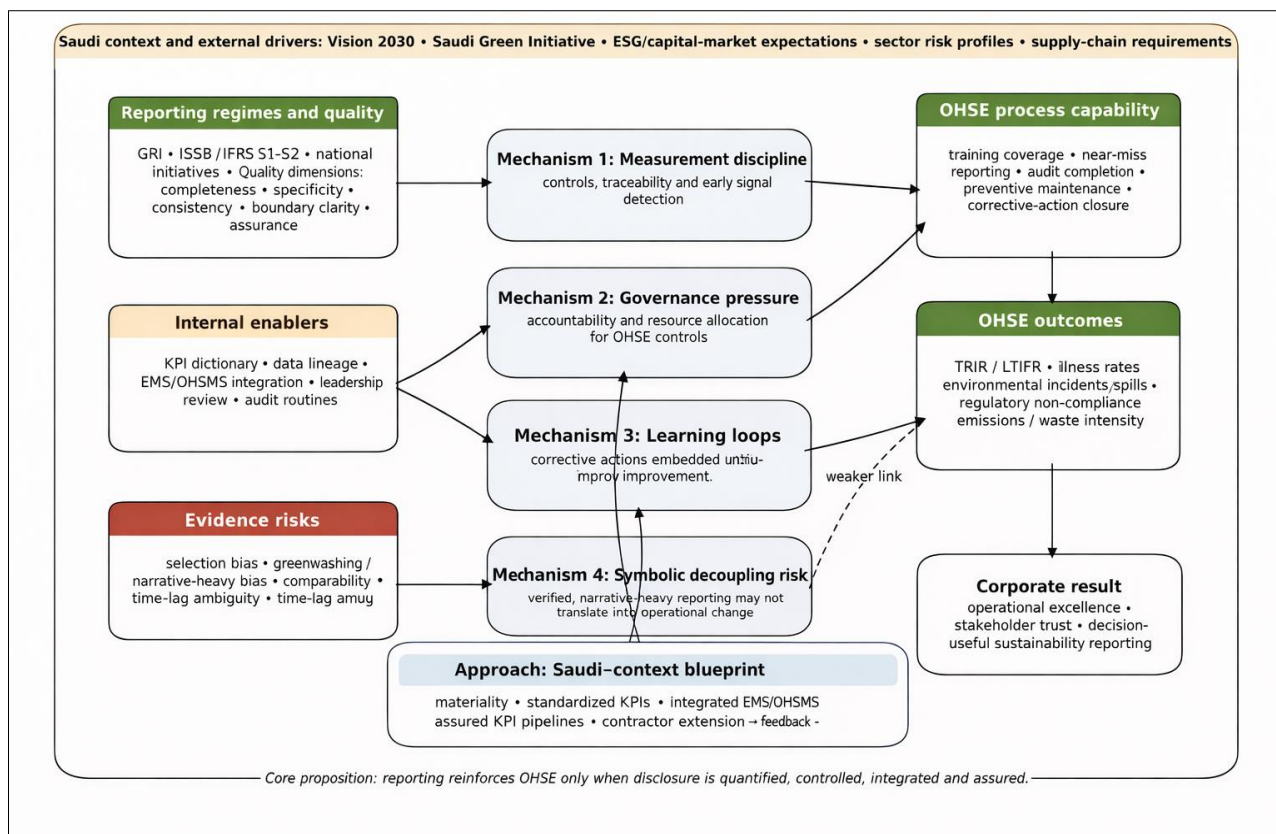 Saudi context and external drivers: Vision 2030 • Saudi Green Initiative • ESG/capital-market expectations • sector risk profiles • supply-chain requirements
Reporting regimes and quality
GRI • ISSB / IFRS S1–S2 • national
initiatives • Quality dimensions:
completeness • specificity •
consistency • boundary clarity •
assurance
Internal enablers
KPI dictionary • data lineage •
EMS/OHSMS integration • leadership
review • audit routines
Evidence risks
selection bias • greenwashing /
narrative-heavy bias • comparability •
time-lag ambiguity • time-lag
Mechanism 1: Measurement discipline
controls, traceability and early signal
detection
Mechanism 2: Governance pressure
accountability and resource allocation
for OHSE controls
Mechanism 3: Learning loops
corrective actions embedded
improvement.
Mechanism 4: Symbolic decoupling risk
verified, narrative-heavy reporting may not
translate into operational change
Approach: Saudi–context blueprint
materiality • standardized KPIs • integrated EMS/OHSMS
assured KPI pipelines • contractor extension → feedback -
OHSE process capability
training coverage • near-miss
reporting • audit completion •
preventive maintenance •
corrective-action closure
OHSE outcomes
TRIR / LTIFR • illness rates
environmental incidents/spills •
regulatory non-compliance
emissions / waste intensity
weaker link
Corporate result
operational excellence •
stakeholder trust • decision-
useful sustainability reporting
Core proposition: reporting reinforces OHSE only when disclosure is quantified, controlled, integrated and assured.